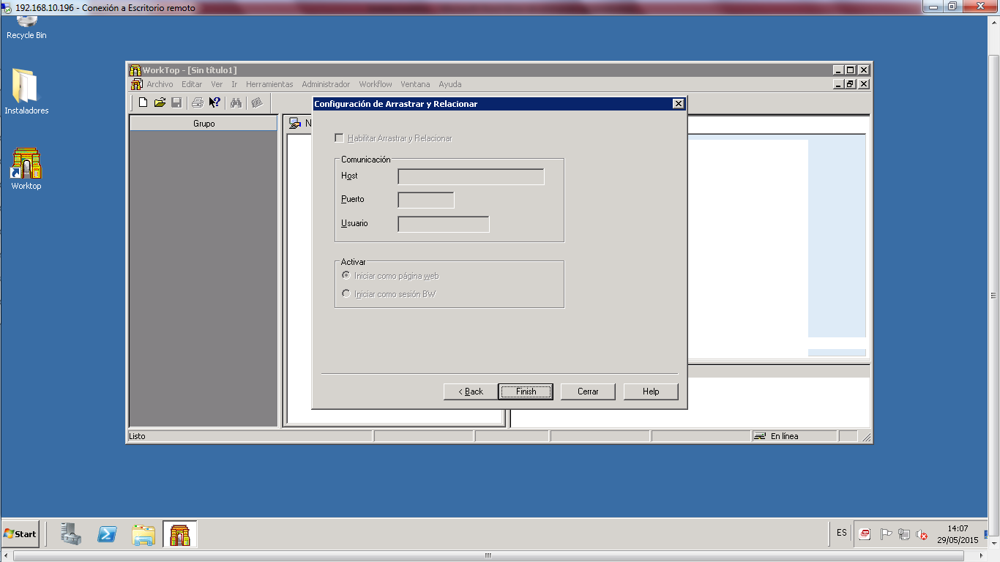 192.168.10.196 - Conexión a Escritorio remoto
Recycle Bin
Instaladores
Worktop
WorkTop - [Sin título1]
Archivo Editar Ver Ir Herramientas Administrador Workflow Ventana Ayuda
Grupo
N
Configuración de Arrastrar y Relacionar
Habilitar Arrastrar y Relacionar
Comunicación
Host
Puerto
Usuario
Activar
Iniciar como página web
Iniciar como sesión BW
< Back Finish Cerrar Help
Listo
En línea
Start
ES
14:07
29/05/2015